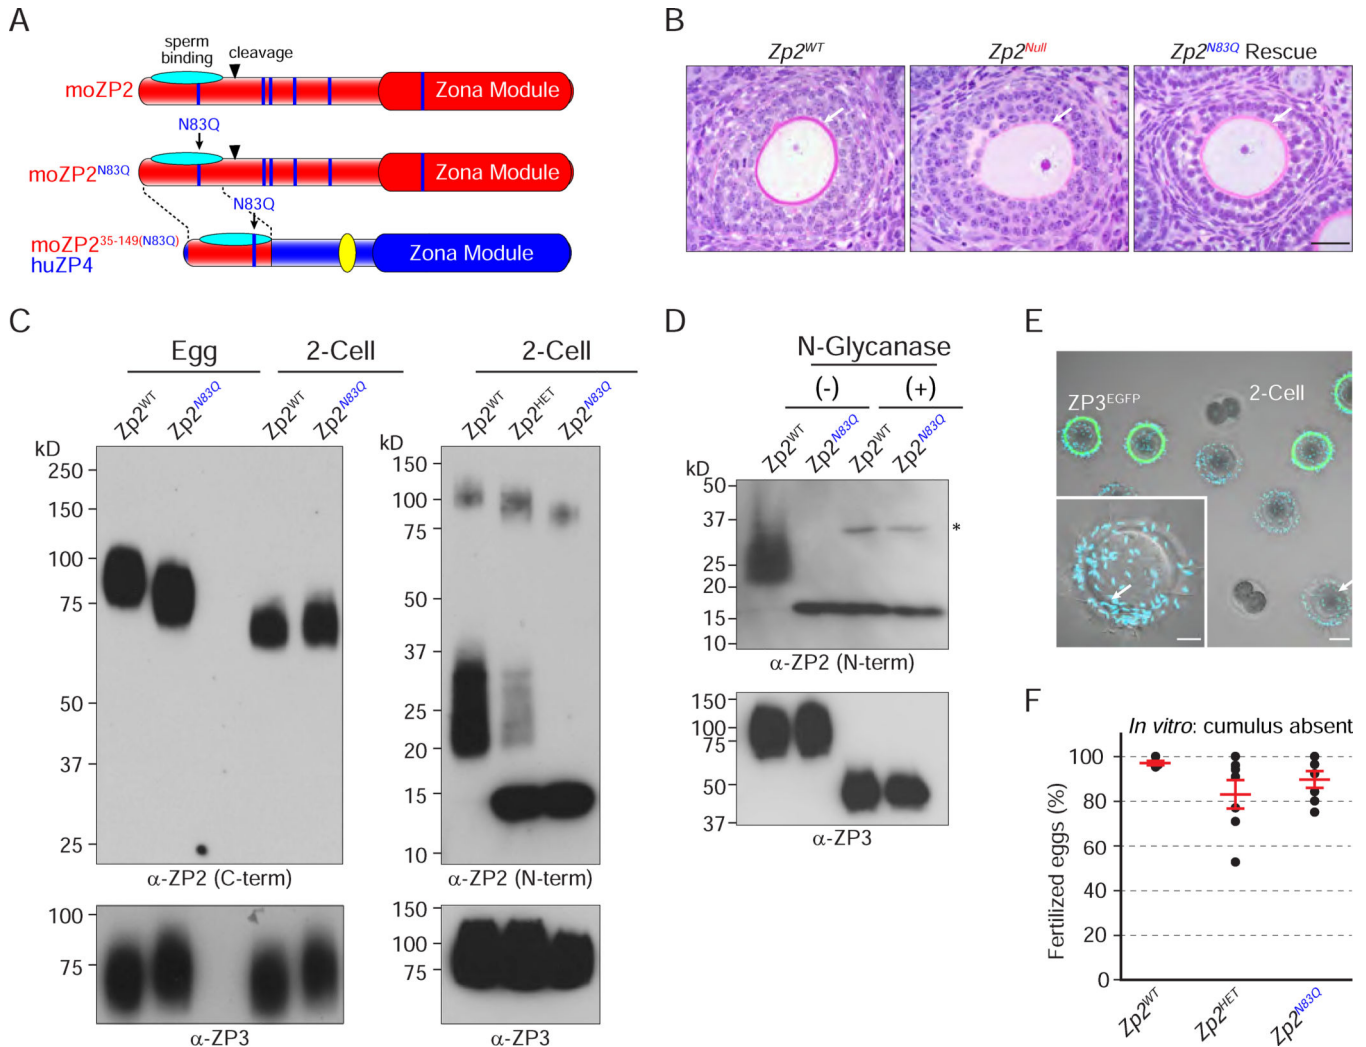 A
sperm
binding
cleavage
moZP2
Zona Module
N83Q
moZP2N83Q
Zona Module
N83Q
moZP235-149(N83Q)
huZP4
Zona Module
B
Zp2WT
Zp2Null
Zp2N83Q Rescue
C
Egg
2-Cell
Zp2WT
Zp2N83Q
Zp2WT
Zp2N83Q
kD
250
150
100
75
50
37
25
α-ZP2 (C-term)
100
75
α-ZP3
2-Cell
Zp2WT
Zp2HET
Zp2N83Q
kD
150
100
75
50
37
25
20
15
10
α-ZP2 (N-term)
150
100
75
α-ZP3
D
N-Glycanase
(-)
(+)
Zp2WT
Zp2N83Q
Zp2WT
Zp2N83Q
kD
50
37
25
20
15
10
*
α-ZP2 (N-term)
150
100
75
50
37
α-ZP3
E
ZP3EGFP
2-Cell
F
In vitro: cumulus absent
Fertilized eggs (%)
100
80
60
40
20
0
Zp2WT
Zp2HET
Zp2N83Q